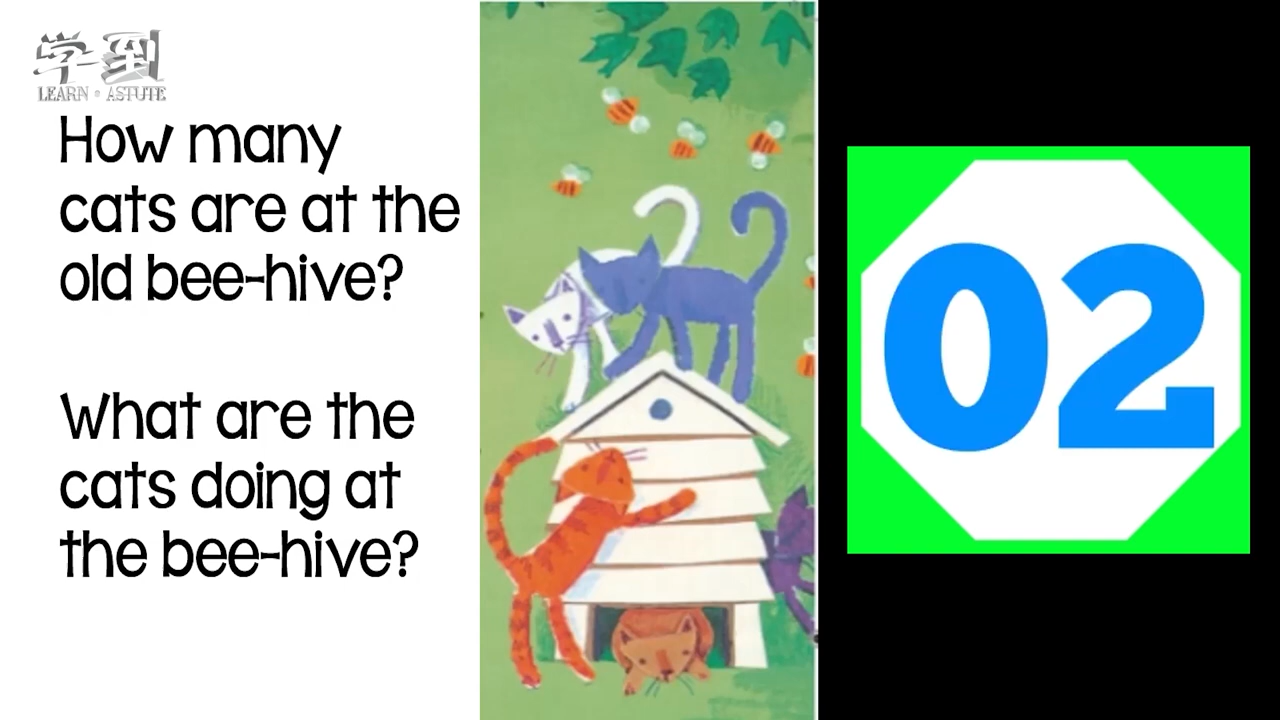 学到
LEARN • ASTUTE
How many
cats are at the
old bee-hive?
What are the
cats doing at
the bee-hive?
02